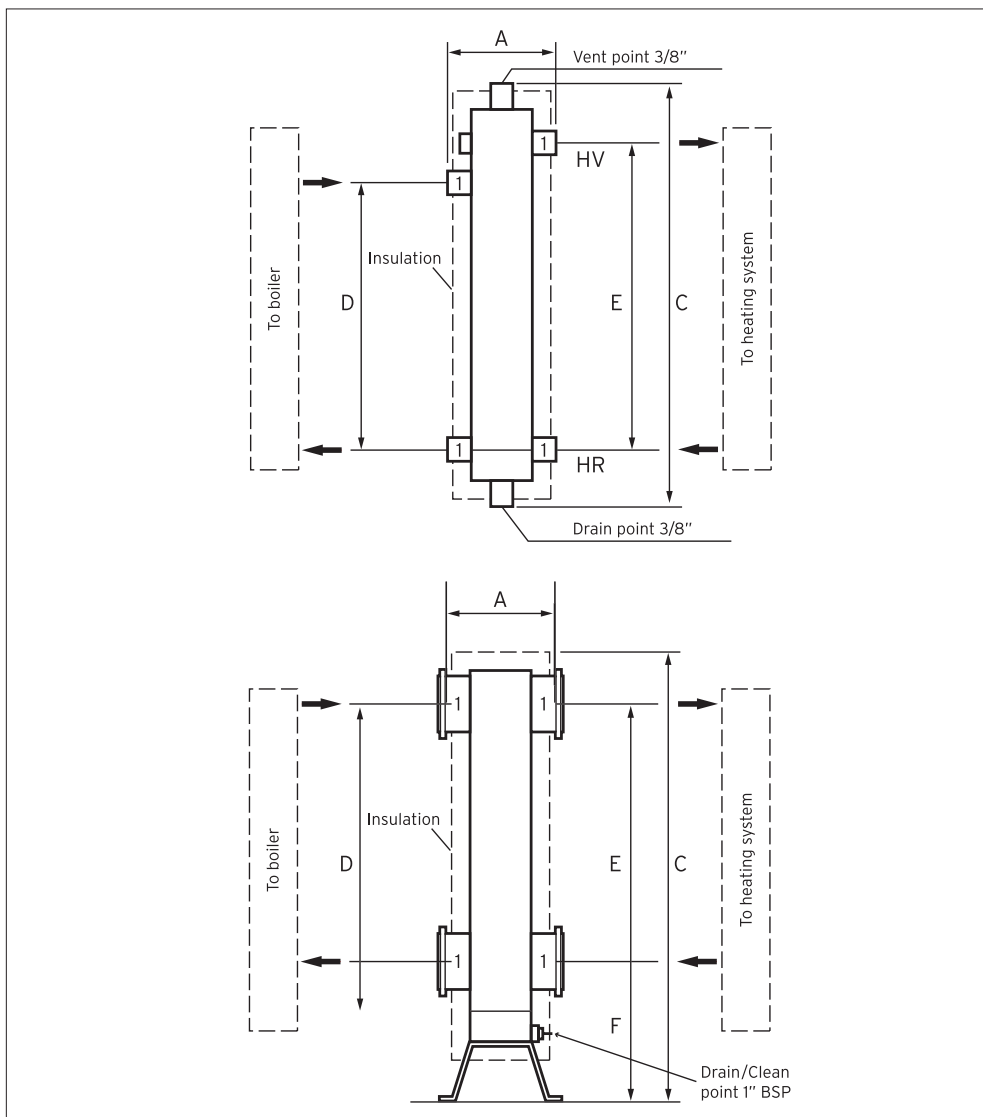 A
Vent point 3/8”
1
HV
1
Insulation
To boiler
D
E
C
To heating system
1
1
HR
Drain point 3/8”
A
1
1
Insulation
To boiler
D
E
C
To heating system
1
1
F
Drain/Clean
point 1” BSP